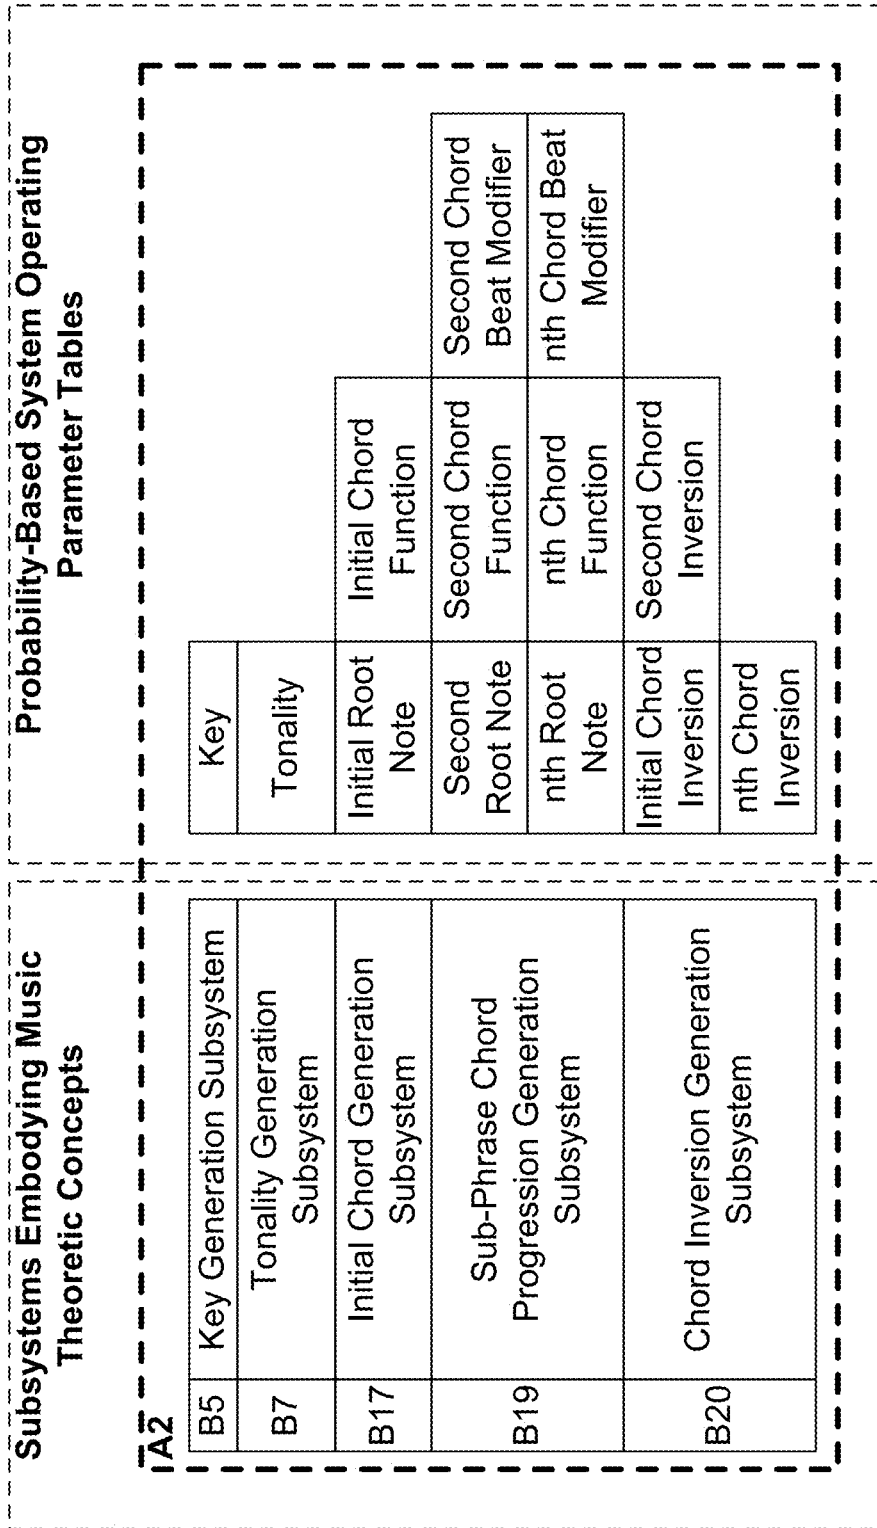 Subsystems Embodying Music
Theoretic Concepts
Probability-Based System Operating
Parameter Tables
A2
B5
Key Generation Subsystem
Key
B7
Tonality Generation
Subsystem
Tonality
B17
Initial Chord Generation
Subsystem
Initial Root
Note
Initial Chord
Function
B19
Sub-Phrase Chord
Progression Generation
Subsystem
Second
Root Note
Second Chord
Function
Second Chord
Beat Modifier
nth Root
Note
nth Chord
Function
nth Chord Beat
Modifier
B20
Chord Inversion Generation
Subsystem
Initial Chord
Inversion
Second Chord
Inversion
nth Chord
Inversion